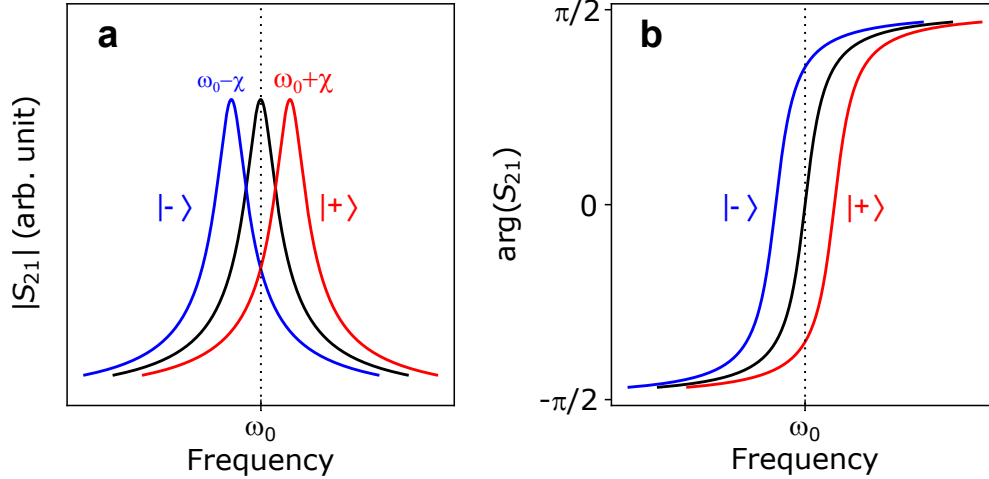 a
ω₀−χ
ω₀+χ
|S₂₁| (arb. unit)
|-⟩
|+⟩
ω₀
Frequency
b
π/2
0
-π/2
arg(S₂₁)
|-⟩
|+⟩
ω₀
Frequency